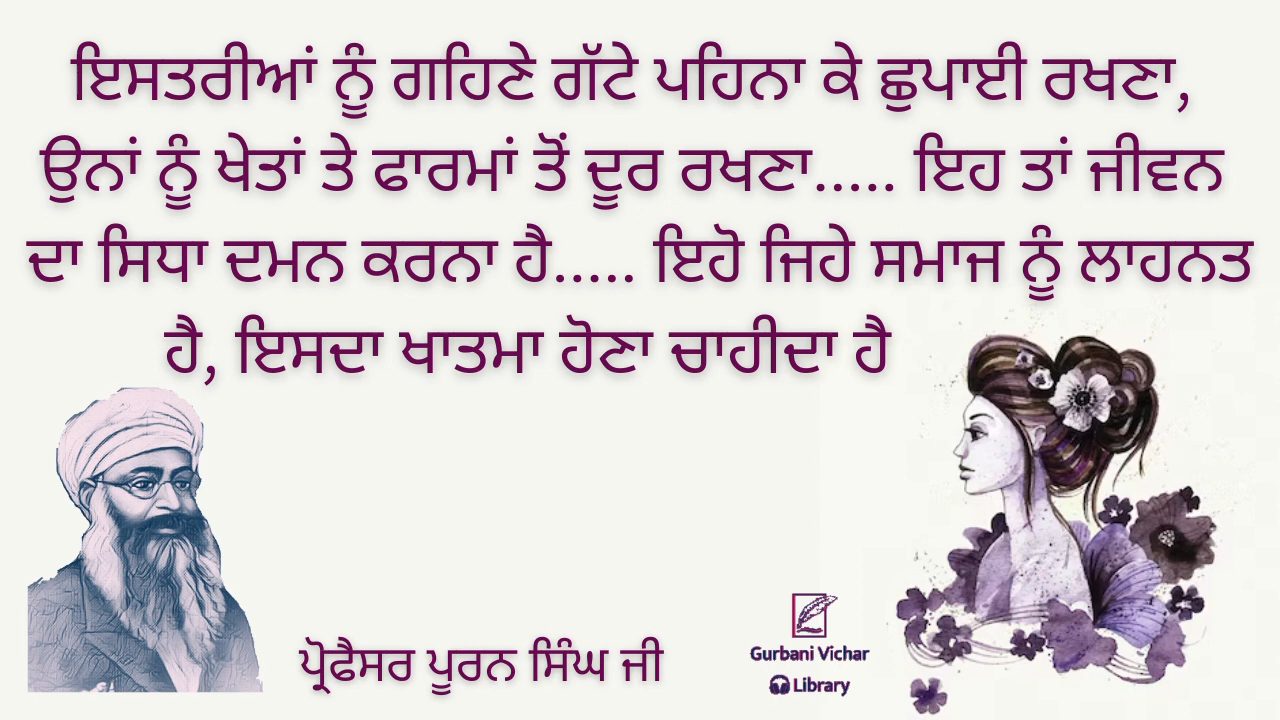 ਇਸਤਰੀਆਂ ਨੂੰ ਗਹਿਣੇ ਗੱਟੇ ਪਹਿਨਾ ਕੇ ਛੁਪਾਈ ਰਖਣਾ,
ਉਨਾਂ ਨੂੰ ਖੇਤਾਂ ਤੇ ਫਾਰਮਾਂ ਤੋਂ ਦੂਰ ਰਖਣਾ..... ਇਹ ਤਾਂ ਜੀਵਨ
ਦਾ ਸਿਧਾ ਦਮਨ ਕਰਨਾ ਹੈ..... ਇਹੋ ਜਿਹੇ ਸਮਾਜ ਨੂੰ ਲਾਹਨਤ
ਹੈ, ਇਸਦਾ ਖਾਤਮਾ ਹੋਣਾ ਚਾਹੀਦਾ ਹੈ
ਪ੍ਰੋਫੈਸਰ ਪੂਰਨ ਸਿੰਘ ਜੀ
Gurbani Vichar
Library